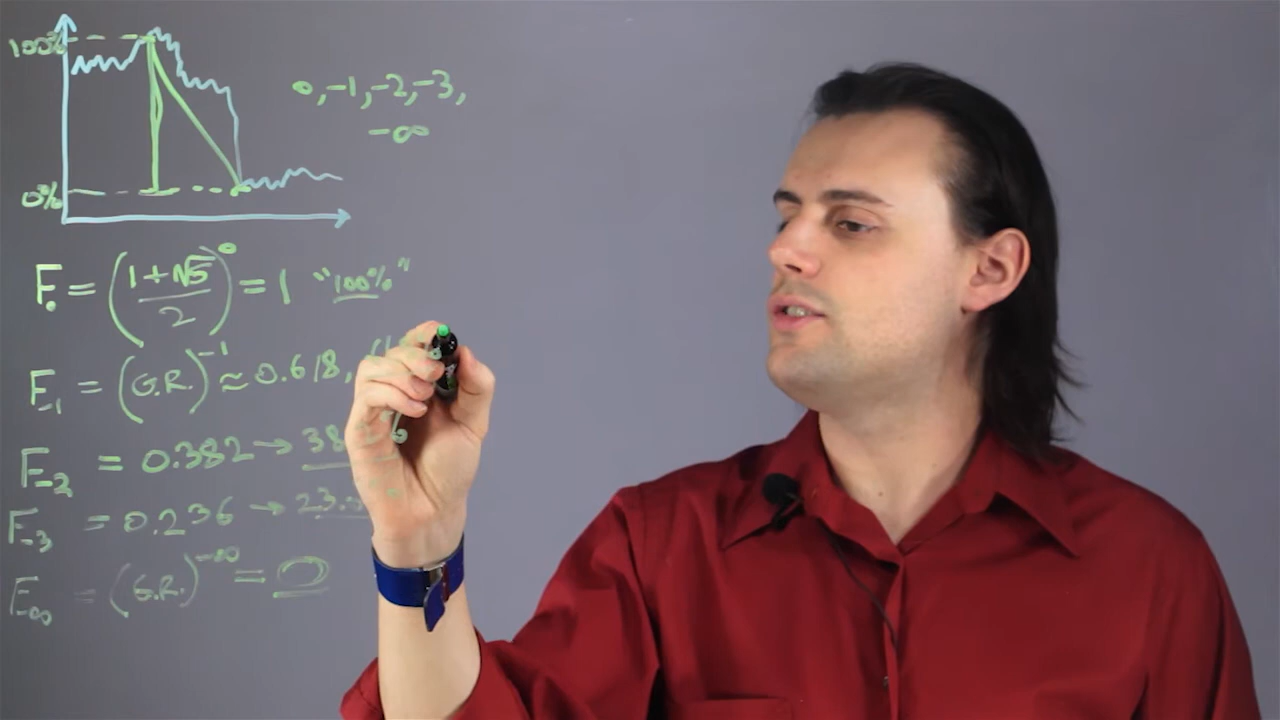 100%
0, -1, -2, -3,
-∞
0%
F₀ = ((1+√5)/2)⁰ = 1 "100%"
F₋₁ = (G.R.)⁻¹ ≈ 0.618,
F₋₂ = 0.382 → 38
F₋₃ = 0.236 → 23.
F∞ = (G.R.)^-∞ = 0